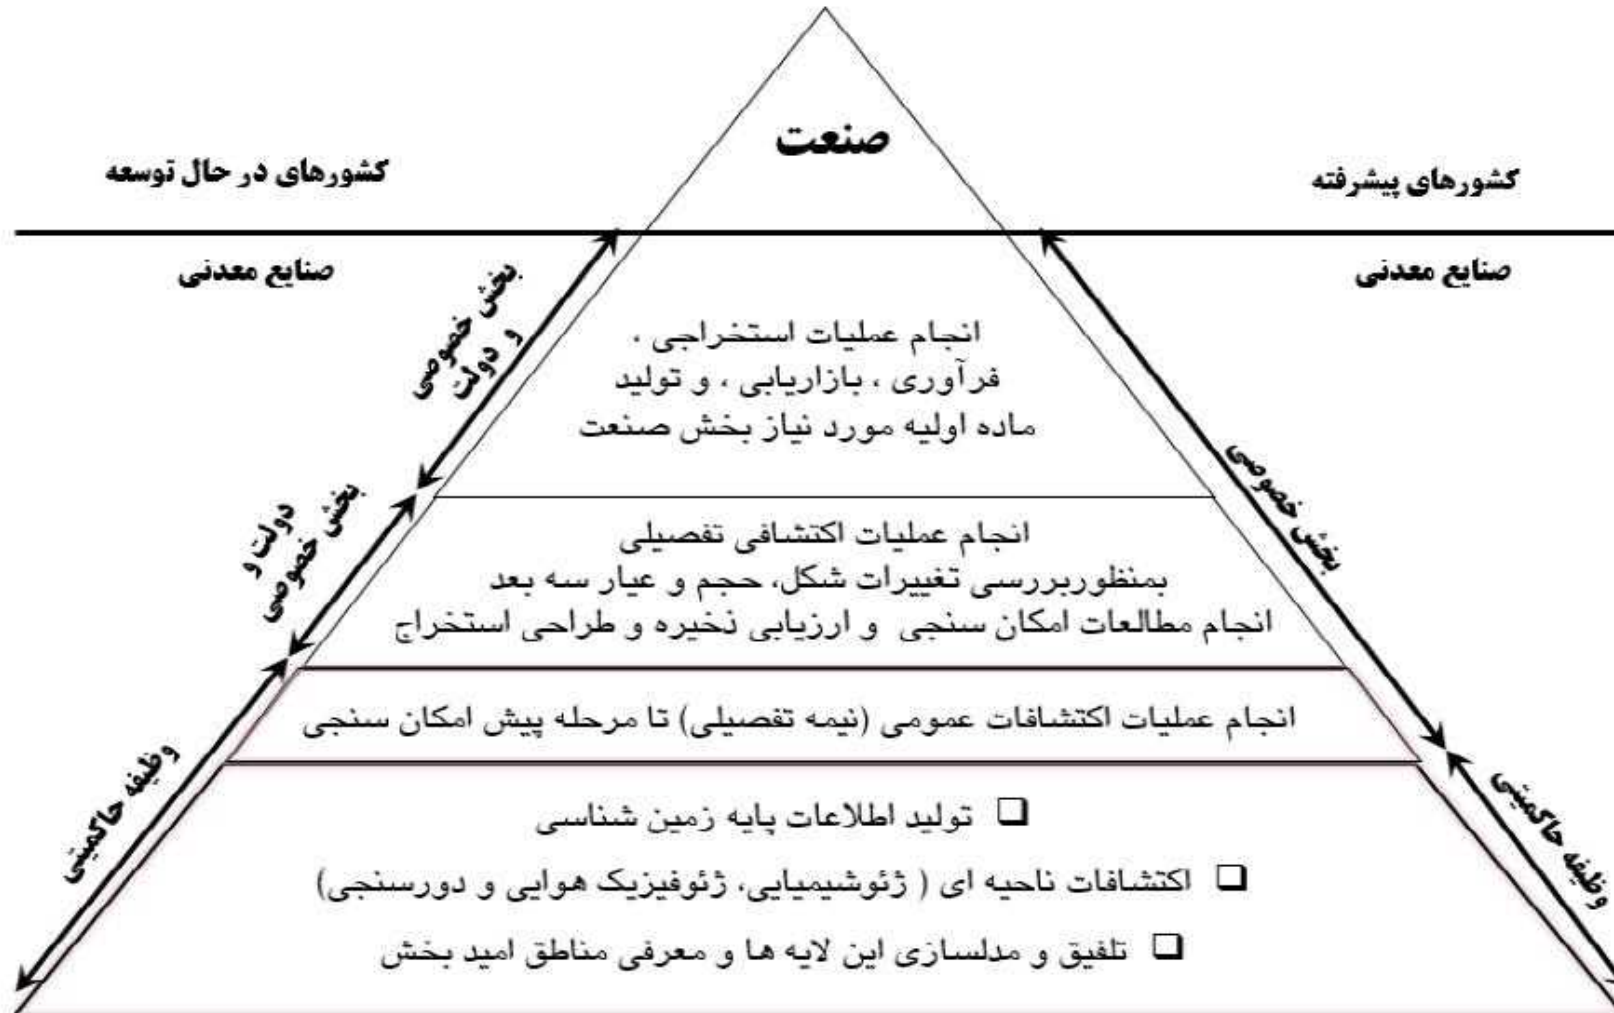 صنعت
کشورهای پیشرفته
کشورهای در حال توسعه
صنایع معدنی
صنایع معدنی
بخش خصوصی
و دولت
انجام عملیات استخراجی ،
فرآوری ، بازاریابی ، و تولید
ماده اولیه مورد نیاز بخش صنعت
بخش خصوصی
دولت و
بخش خصوصی
انجام عملیات اکتشافی تفصیلی
بمنظوربررسی تغییرات شکل، حجم و عیار سه بعد
انجام مطالعات امکان سنجی و ارزیابی ذخیره و طراحی استخراج
انجام عملیات اکتشافات عمومی (نیمه تفصیلی) تا مرحله پیش امکان سنجی
وظیفه حاکمیتی
وظیفه حاکمیتی
❑ تولید اطلاعات پایه زمین شناسی
❑ اکتشافات ناحیه ای ( ژئوشیمیایی، ژئوفیزیک هوایی و دورسنجی)
❑ تلفیق و مدلسازی این لایه ها و معرفی مناطق امید بخش